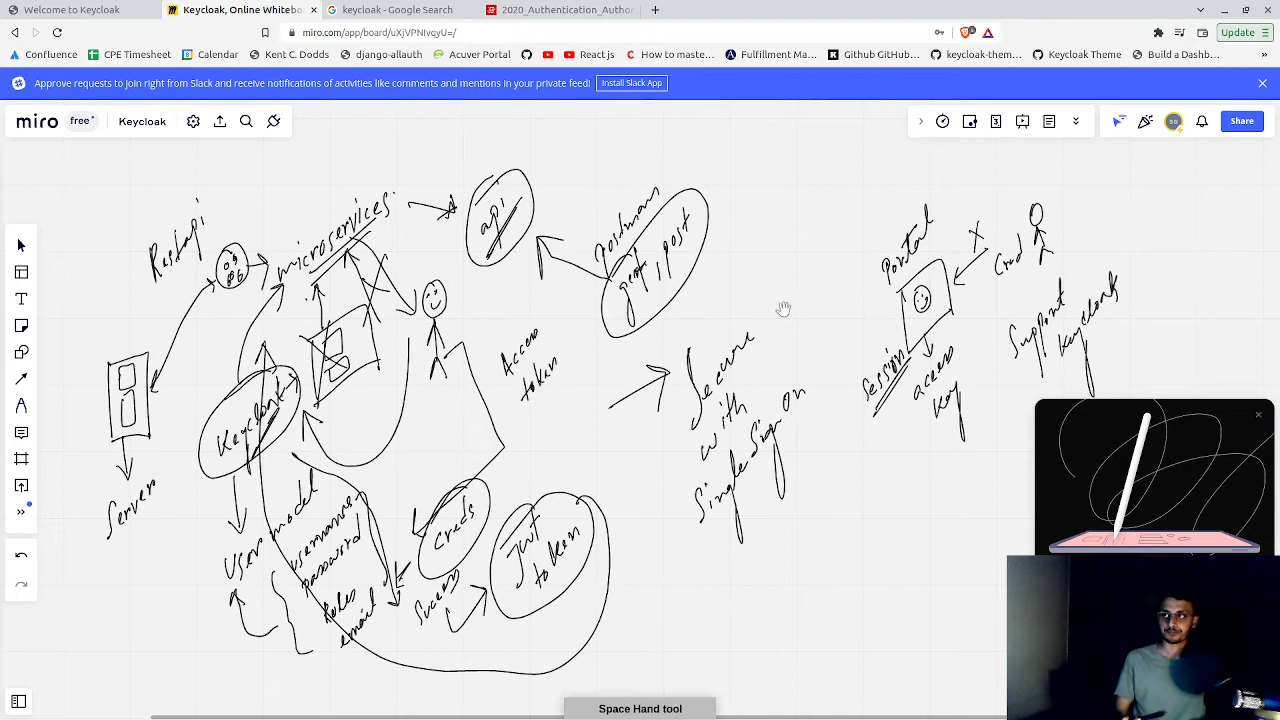 Welcome to Keycloak
Keycloak, Online Whitebo
keycloak - Google Search
2020_Authentication_Author
miro.com/app/board/uXjVPNIvqyU=/
Update
Confluence
CPE Timesheet
Calendar
Kent C. Dodds
django-allauth
Acuver Portal
React js
How to maste...
Fulfillment Ma...
Github GitHub...
keycloak-them...
Keycloak Theme
Build a Dashb...
Approve requests to join right from Slack and receive notifications of activities like comments and mentions in your private feed!
Install Slack App
miro
free
Keycloak
Share
Restapi
microservices
api
Postman
get, post
Portal
Cred
X
Support
Keycloak
Session
access
key
Access
token
Secure
with
Single Sign On
Keycloak
Server
User model
usernames
password
Roles
email
Creds
Success
Jwt
token
Space Hand tool